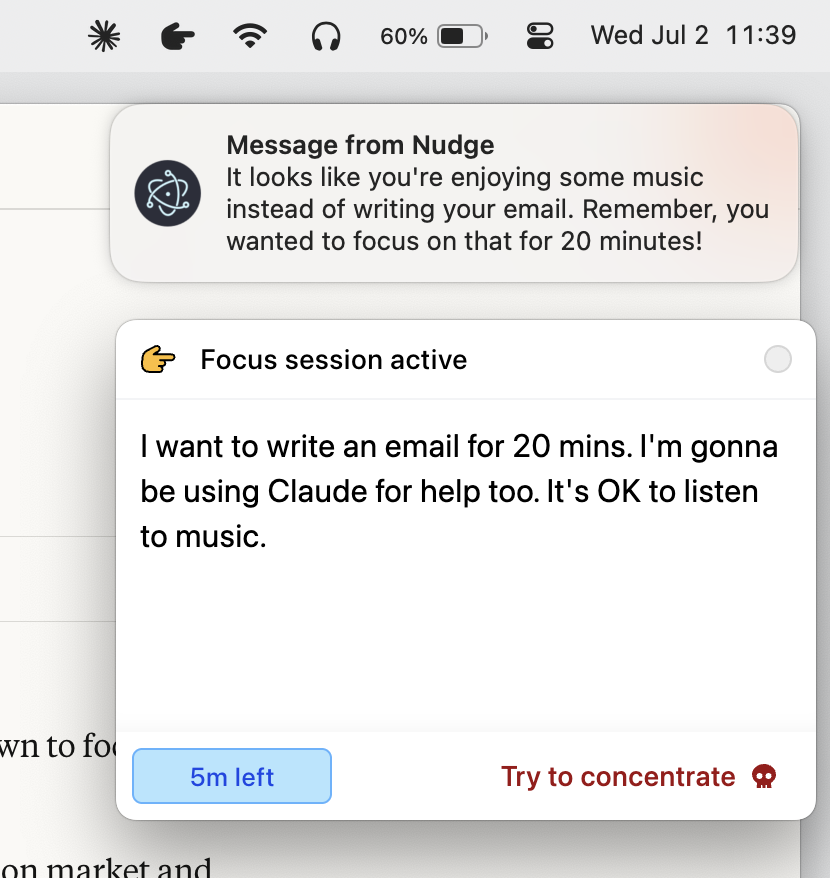 60%
Wed Jul 2 11:39
Message from Nudge
It looks like you're enjoying some music
instead of writing your email. Remember, you
wanted to focus on that for 20 minutes!
Focus session active
I want to write an email for 20 mins. I'm gonna
be using Claude for help too. It's OK to listen
to music.
wn to fo
5m left
Try to concentrate
on market and